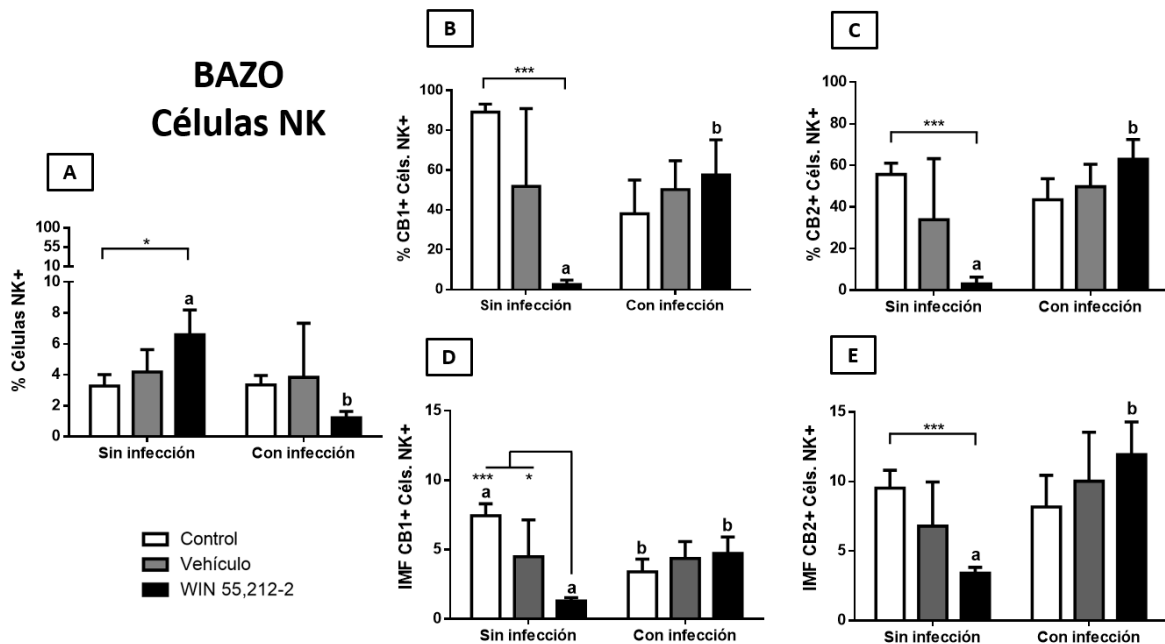 BAZO
Células NK
A
% Células NK+
100
55
10
10
8
6
4
2
0
*
a
b
Sin infección
Con infección
Control
Vehículo
WIN 55,212-2
B
% CB1+ Céls. NK+
100
80
60
40
20
0
***
a
b
Sin infección
Con infección
C
% CB2+ Céls. NK+
100
80
60
40
20
0
***
a
b
Sin infección
Con infección
D
IMF CB1+ Céls. NK+
15
10
5
0
***
*
a
a
b
b
Sin infección
Con infección
E
IMF CB2+ Céls. NK+
15
10
5
0
***
a
b
Sin infección
Con infección